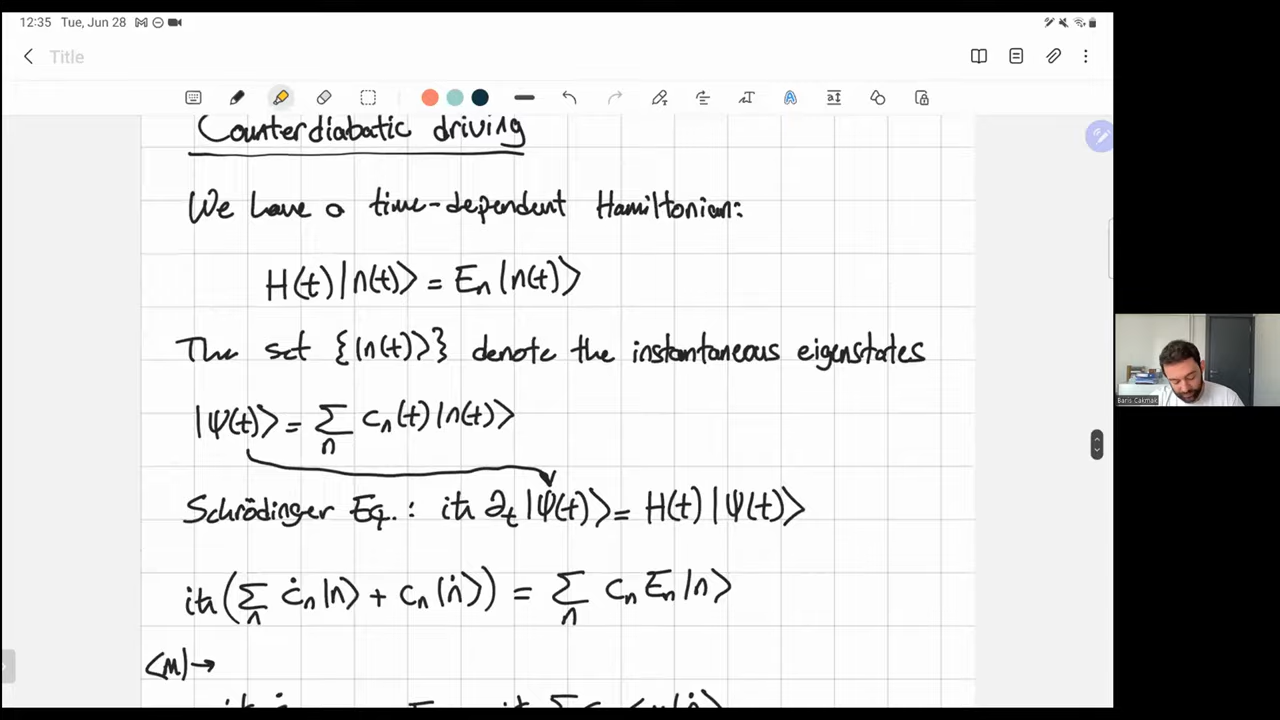 12:35 Tue, Jun 28
Title
Counterdiabatic driving
We have a time-dependent Hamiltonian:
H(t)|n(t)⟩ = Eₙ|n(t)⟩
The set {|n(t)⟩} denote the instantaneous eigenstates
|ψ(t)⟩ = Σₙ cₙ(t)|n(t)⟩
Schrödinger Eq.: iħ ∂ₜ|ψ(t)⟩ = H(t)|ψ(t)⟩
iħ(Σₙ ċₙ|n⟩ + cₙ|ṅ⟩) = Σₙ cₙEₙ|n⟩
⟨m| →
Baris Cakmak